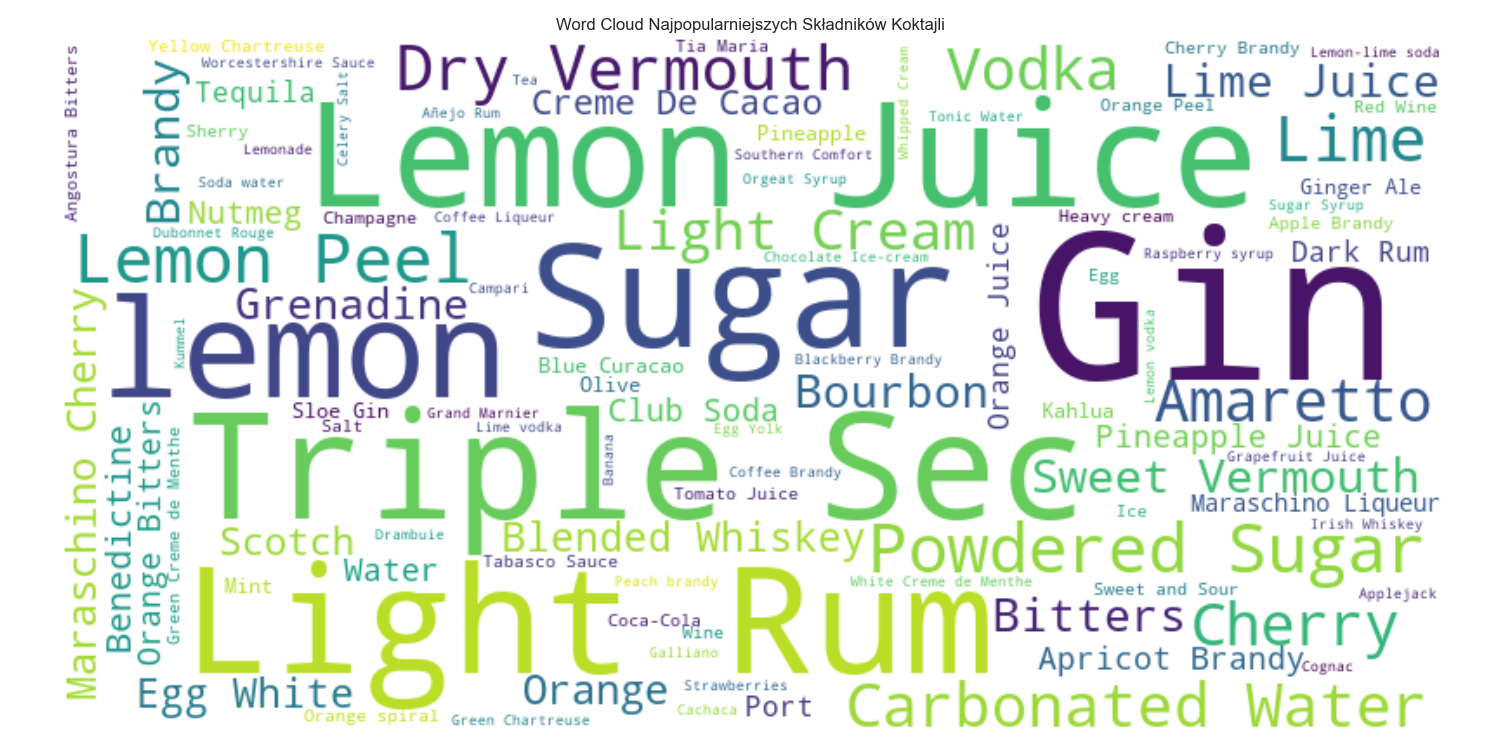 Word Cloud Najpopularniejszych Składników Koktajli
Yellow Chartreuse
Worcestershire Sauce
Angostura Bitters
Brandy
Tequila
Celery Salt
Sherry
Lemonade
Soda water
Nutmeg
Dubonnet Rouge
Dry Vermouth
Tia Maria
Tea
Creme De Cacao
Añejo Rum
Whipped Cream
Vodka
Cherry Brandy
Lemon-lime soda
Lime Juice
Orange Peel
Red Wine
Tonic Water
Pineapple
Southern Comfort
Orgeat Syrup
Lemon Juice
Lime
Ginger Ale
Sugar Syrup
Apple Brandy
Champagne
Coffee Liqueur
Light Cream
Chocolate Ice-cream
Heavy cream
Raspberry syrup
Dark Rum
Lemon Peel
Campari
Grenadine
lemon
Kummel
Sugar
Orange Juice
Egg
Gin
Lemon vodka
Maraschino Cherry
Blue Curacao
Blackberry Brandy
Olive
Bourbon
Amaretto
Sloe Gin
Salt
Grand Marnier
Lime vodka
Club Soda
Egg Yolk
Kahlua
Pineapple Juice
Grapefruit Juice
Benedictine
Orange Bitters
Green Creme de Menthe
Triple Sec
Banana
Coffee Brandy
Tomato Juice
Sweet Vermouth
Maraschino Liqueur
Ice
Irish Whiskey
Scotch
Drambuie
Blended Whiskey
Powdered Sugar
Water
Tabasco Sauce
Mint
Peach brandy
White Creme de Menthe
Sweet and Sour
Applejack
Light Rum
Coca-Cola
Wine
Galliano
Bitters
Cherry
Apricot Brandy
Cognac
Egg White
Orange spiral
Green Chartreuse
Orange
Strawberries
Cachaca
Port
Carbonated Water